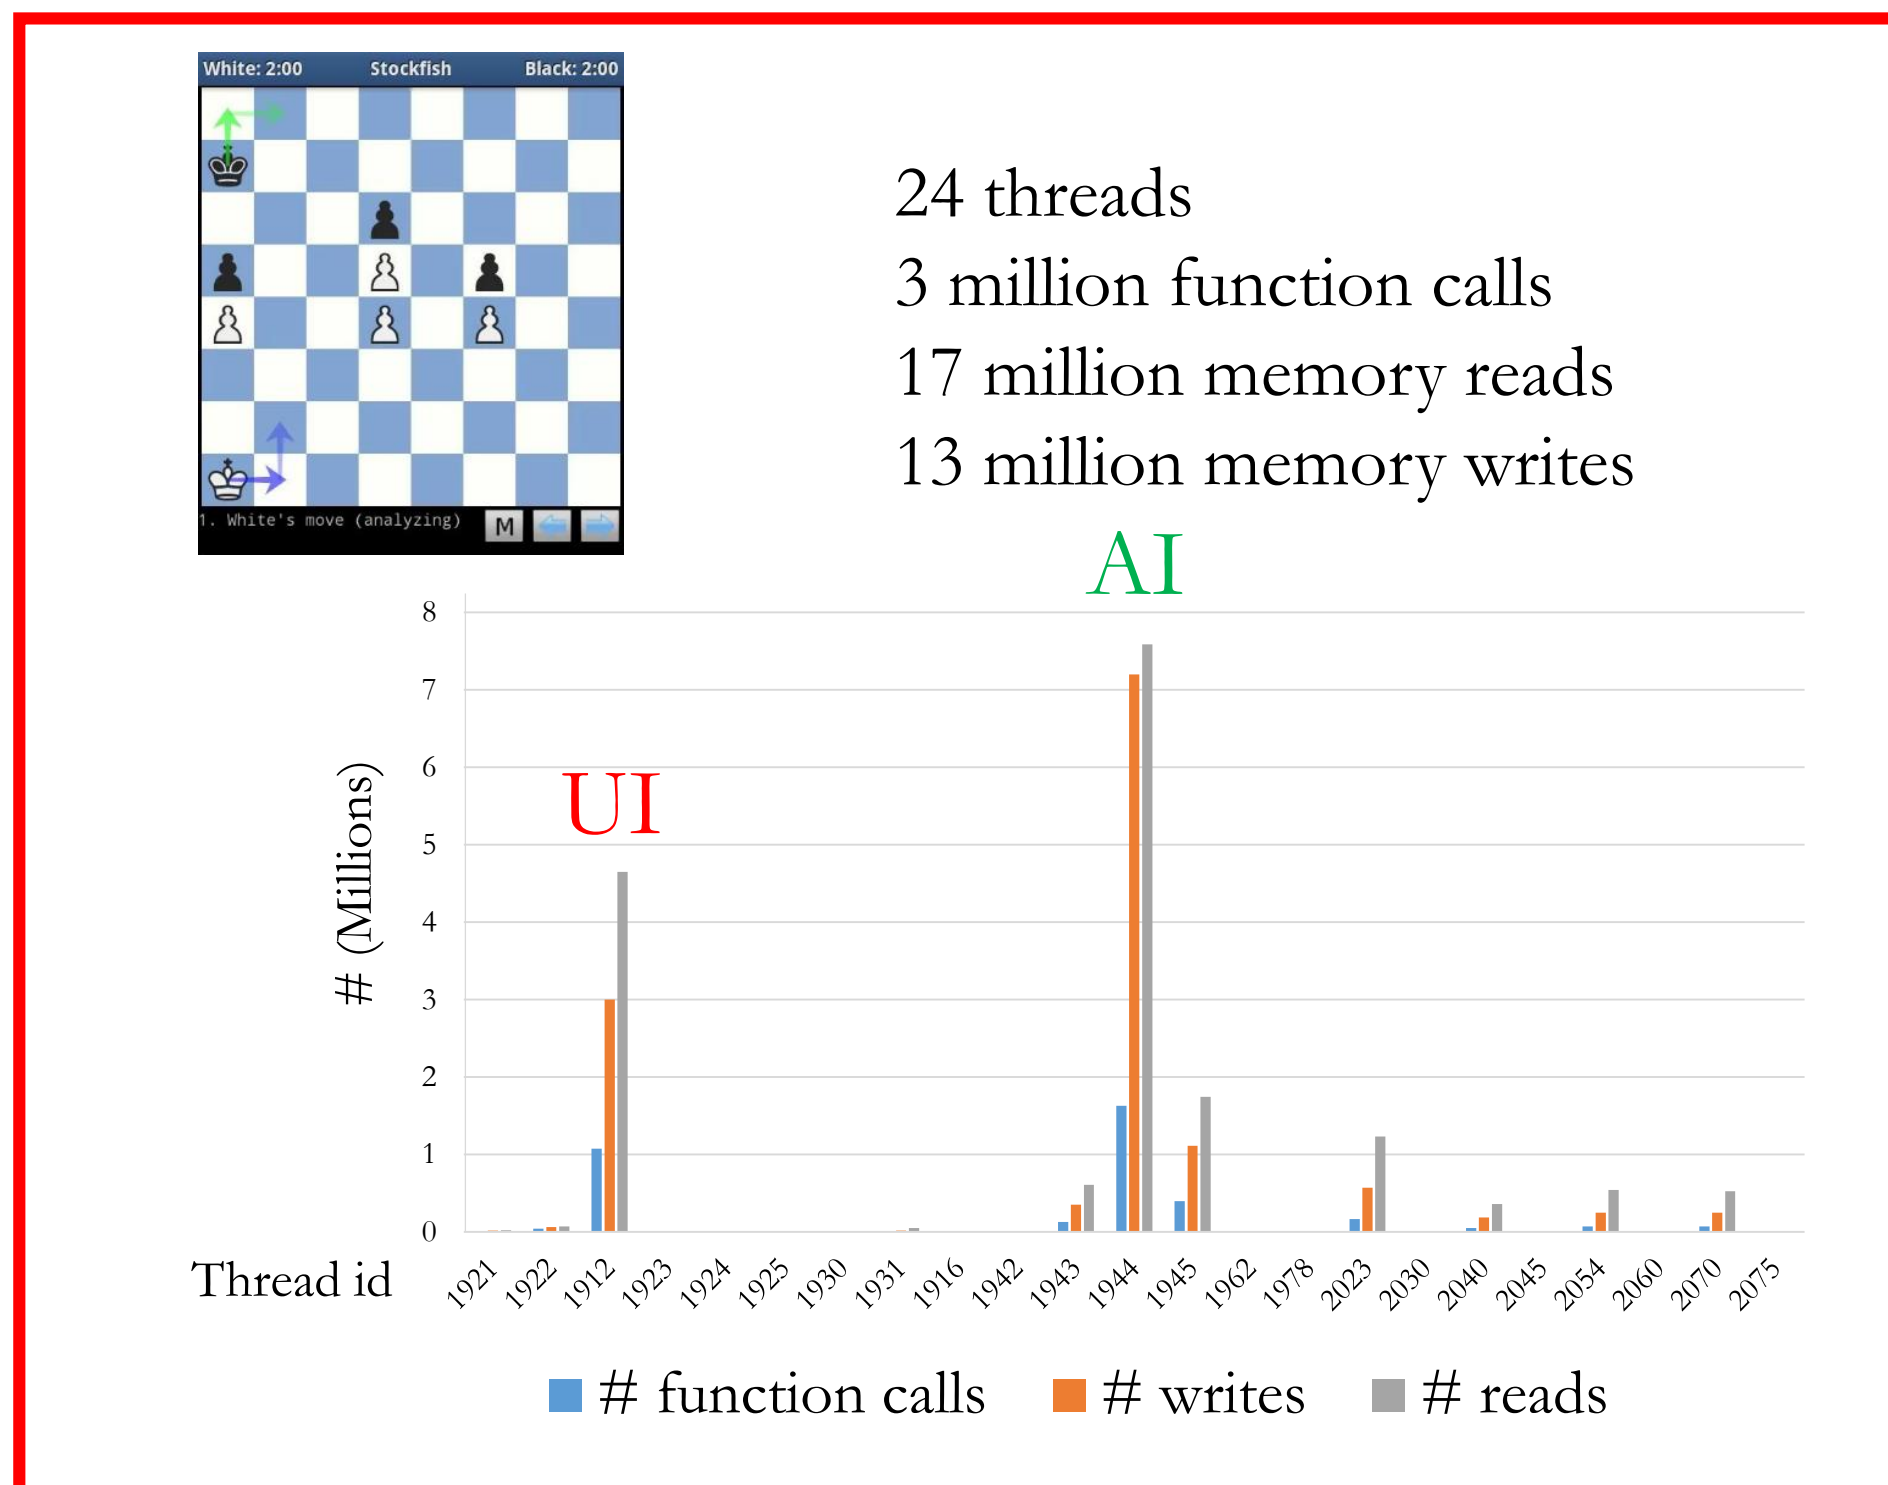 White: 2:00 Stockfish Black: 2:00
1. White's move (analyzing) M
24 threads
3 million function calls
17 million memory reads
13 million memory writes
AI
UI
8
7
6
5
4
3
2
1
0
# (Millions)
Thread id 1921 1922 1912 1923 1924 1925 1930 1931 1916 1942 1943 1944 1945 1962 1978 2023 2030 2040 2045 2054 2060 2070 2075
# function calls # writes # reads